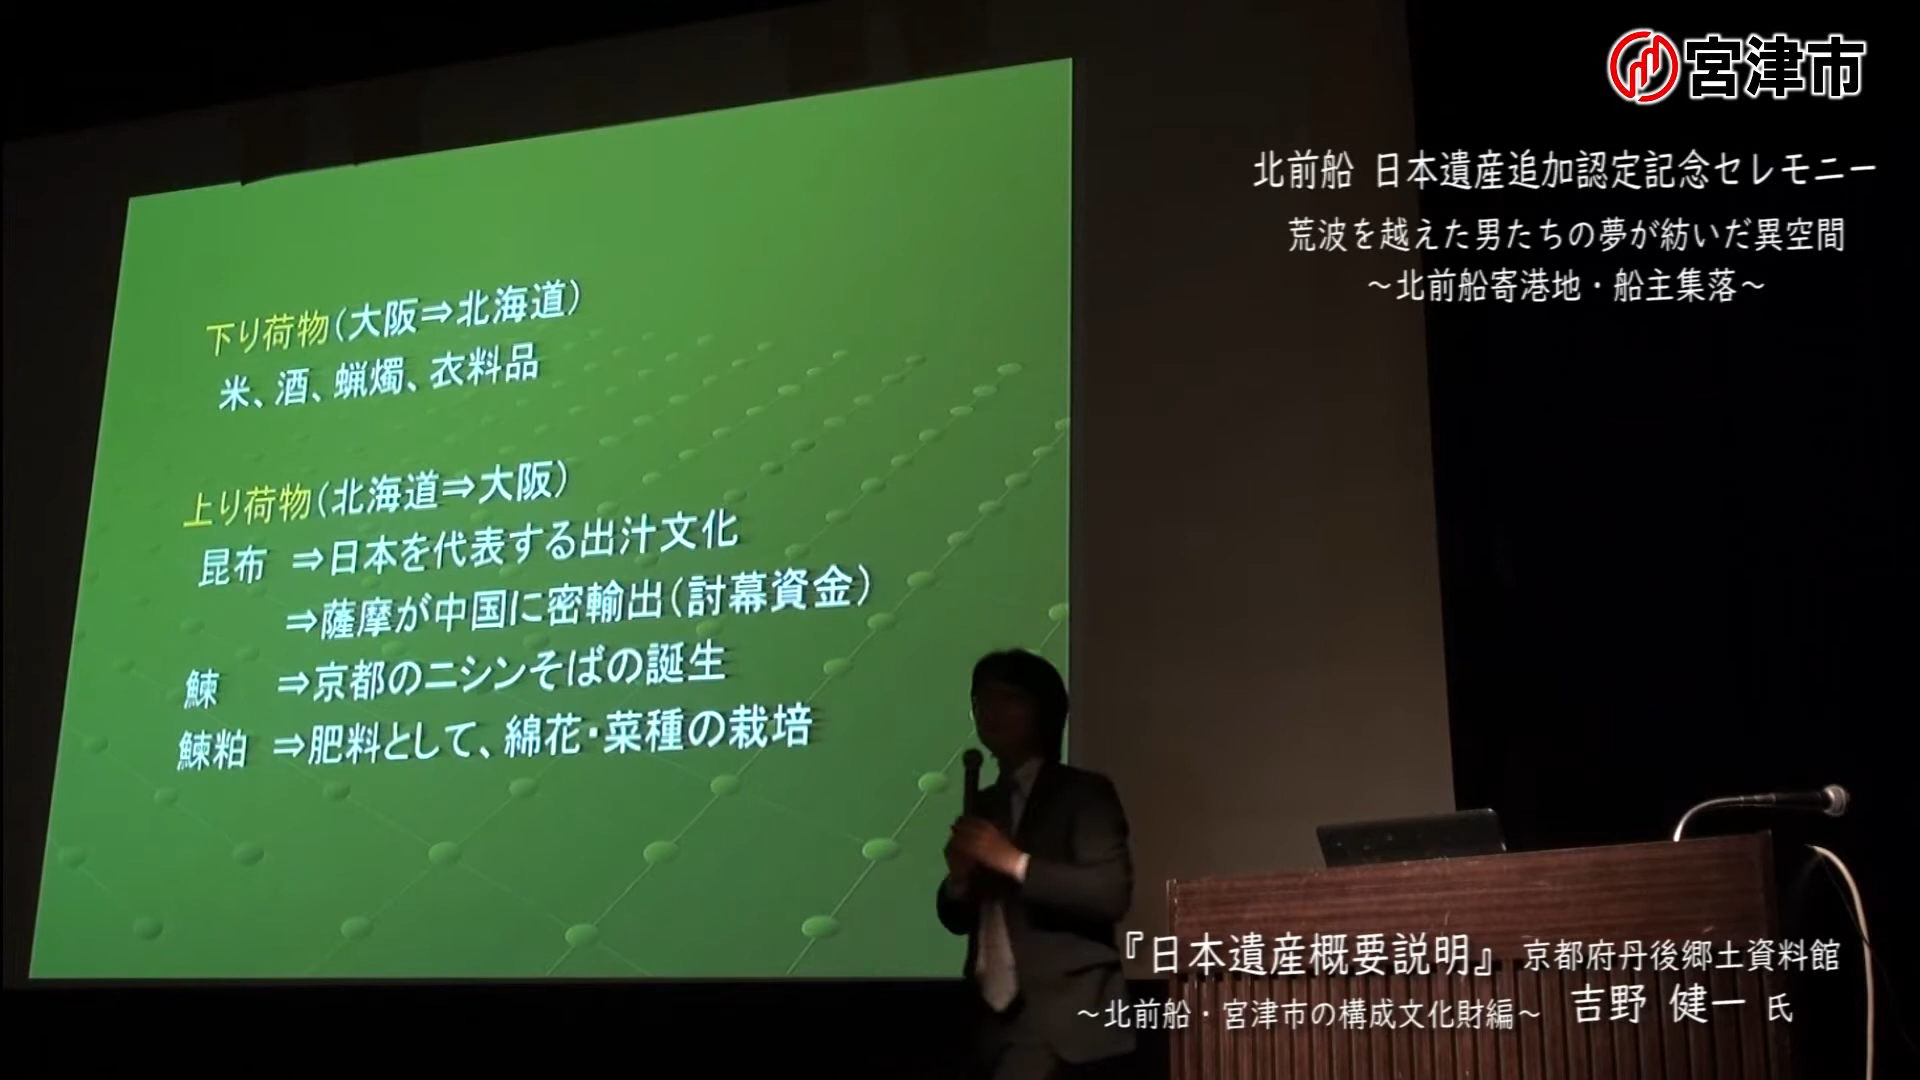 宮津市
北前船 日本遺産追加認定記念セレモニー
荒波を越えた男たちの夢が紡いだ異空間
～北前船寄港地・船主集落～
下り荷物(大阪⇒北海道)
米、酒、蝋燭、衣料品
上り荷物(北海道⇒大阪)
昆布 ⇒日本を代表する出汁文化
⇒薩摩が中国に密輸出(討幕資金)
鰊 ⇒京都のニシンそばの誕生
鰊粕 ⇒肥料として、綿花・菜種の栽培
『日本遺産概要説明』 京都府丹後郷土資料館
～北前船・宮津市の構成文化財編～ 吉野 健一 氏